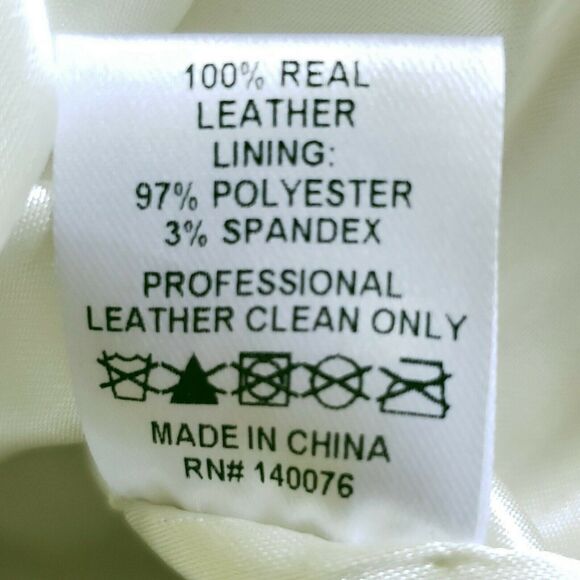 100% REAL
LEATHER
LINING:
97% POLYESTER
3% SPANDEX
PROFESSIONAL
LEATHER CLEAN ONLY
MADE IN CHINA
RN# 140076